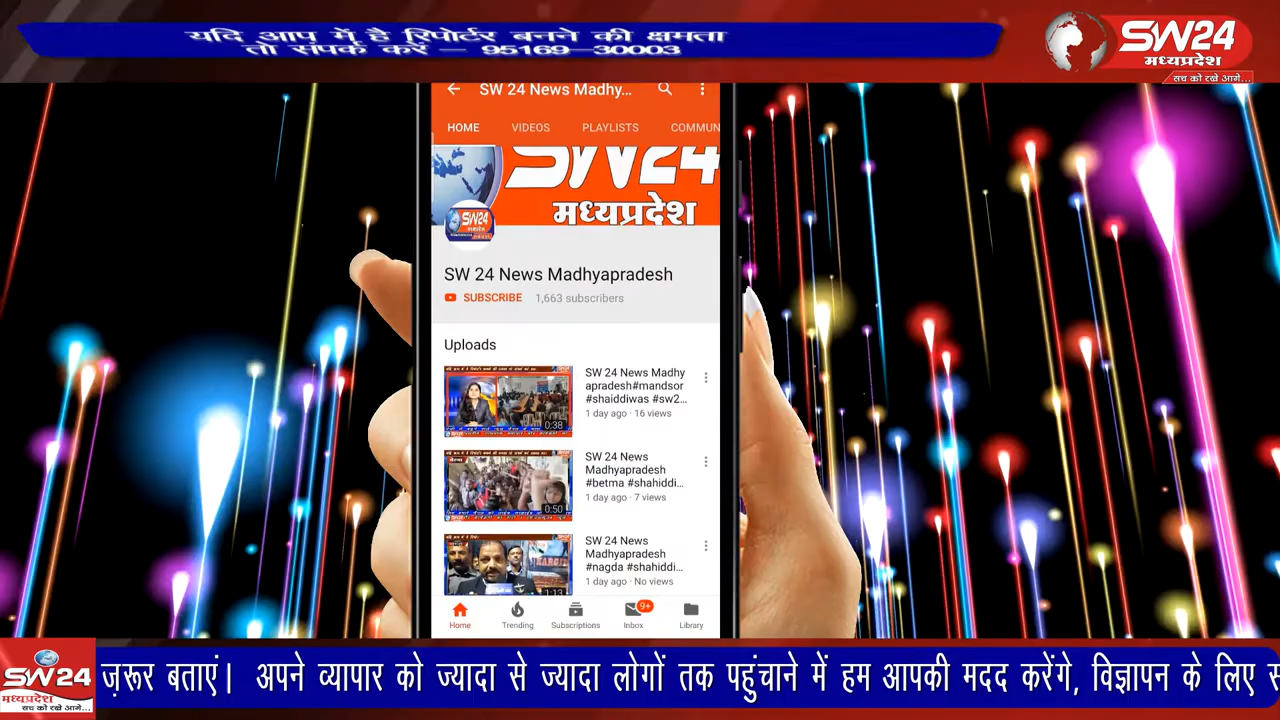 यदि आप में है रिपोर्टर बनने की क्षमता
तो संपर्क करें – 95169–30003
SW24
मध्यप्रदेश
सच को रखे आगे...
SW 24 News Madhy...
HOME VIDEOS PLAYLISTS COMMUN
SW24
मध्यप्रदेश
SW24
SW 24 News Madhyapradesh
SUBSCRIBE 1,663 subscribers
Uploads
SW 24 News Madhy
apradesh#mandsor
#shaiddiwas #sw2...
1 day ago · 16 views
0:38
SW 24 News
Madhyapradesh
#betma #shahiddi...
1 day ago · 7 views
0:50
SW 24 News
Madhyapradesh
#nagda #shahiddi...
1 day ago · No views
1:13
Home Trending Subscriptions Inbox Library
9+
SW24
मध्यप्रदेश
सच को रखे आगे...
ज़रूर बताएं। अपने व्यापार को ज्यादा से ज्यादा लोगों तक पहुंचाने में हम आपकी मदद करेंगे, विज्ञापन के लिए स